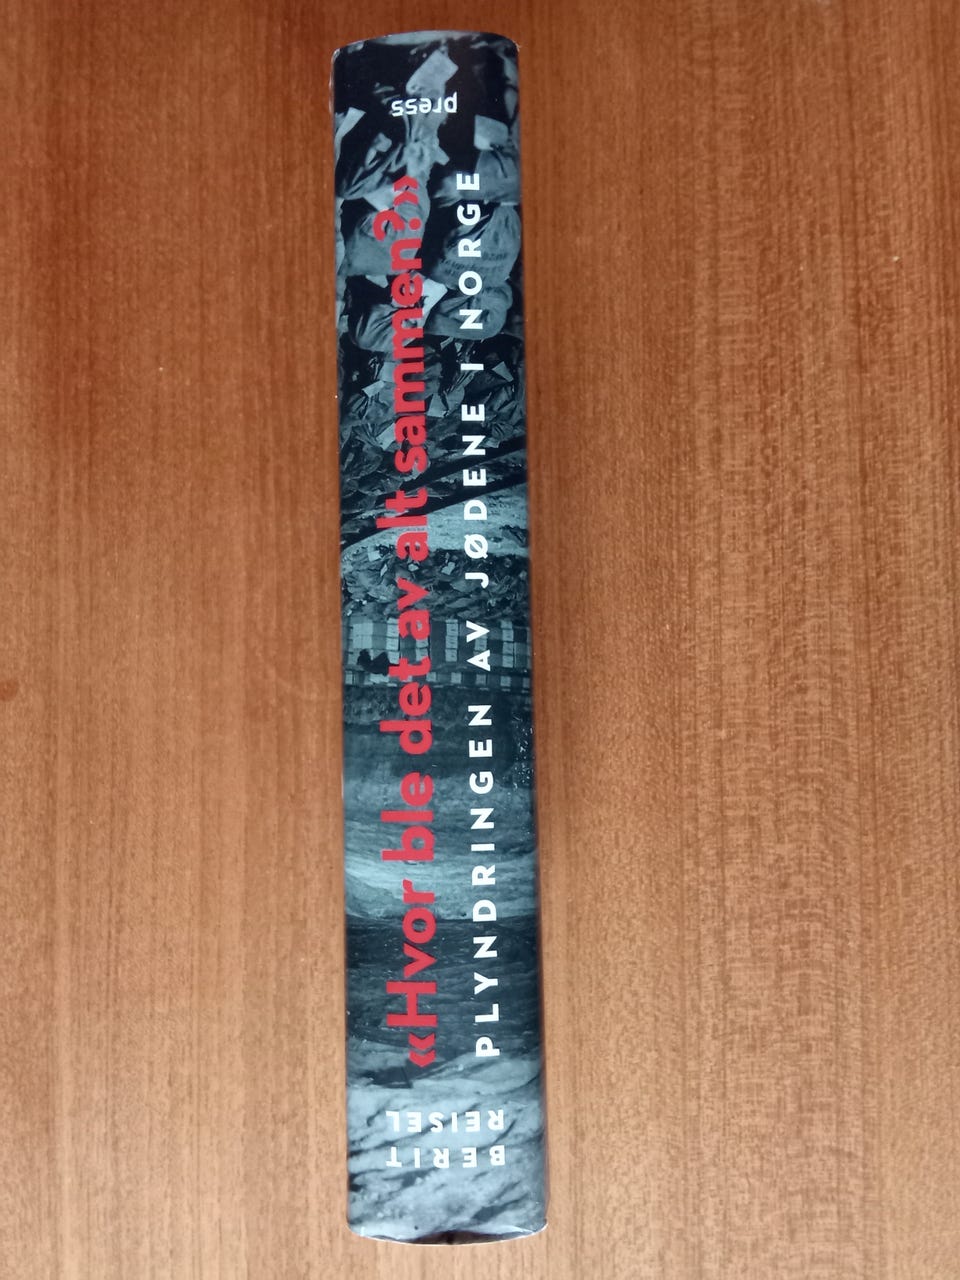 BERIT
REISEL
«Hvor ble det av alt sammen?»
PLYNDRINGEN AV JØDENE I NORGE
press